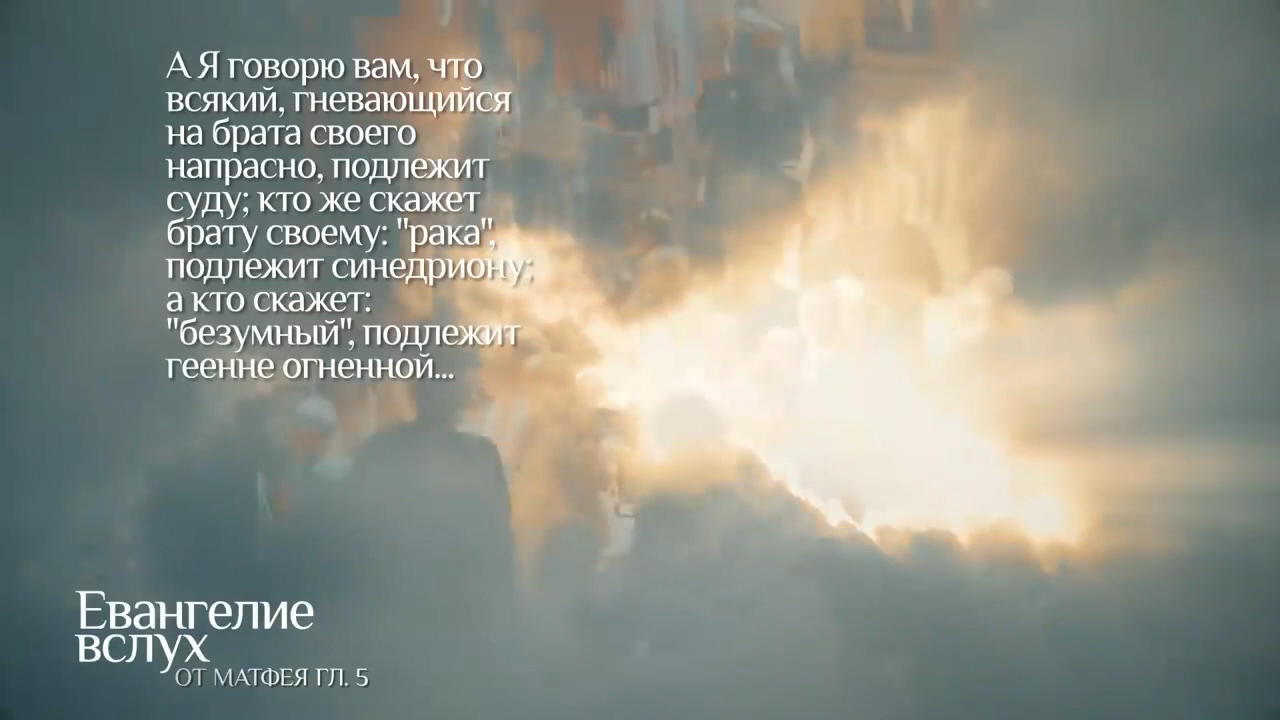 А Я говорю вам, что
всякий, гневающийся
на брата своего
напрасно, подлежит
суду; кто же скажет
брату своему: "рака",
подлежит синедриону;
а кто скажет:
"безумный", подлежит
геенне огненной...
Евангелие
вслух
ОТ МАТФЕЯ ГЛ. 5